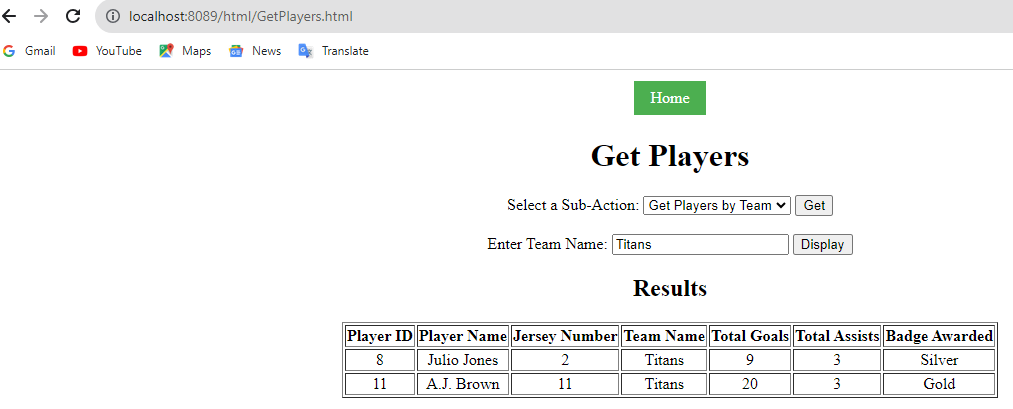 localhost:8089/html/GetPlayers.html
Gmail YouTube Maps News Translate
Home
Get Players
Select a Sub-Action: Get Players by Team Get
Enter Team Name: Titans Display
Results
Player ID Player Name Jersey Number Team Name Total Goals Total Assists Badge Awarded
8 Julio Jones 2 Titans 9 3 Silver
11 A.J. Brown 11 Titans 20 3 Gold